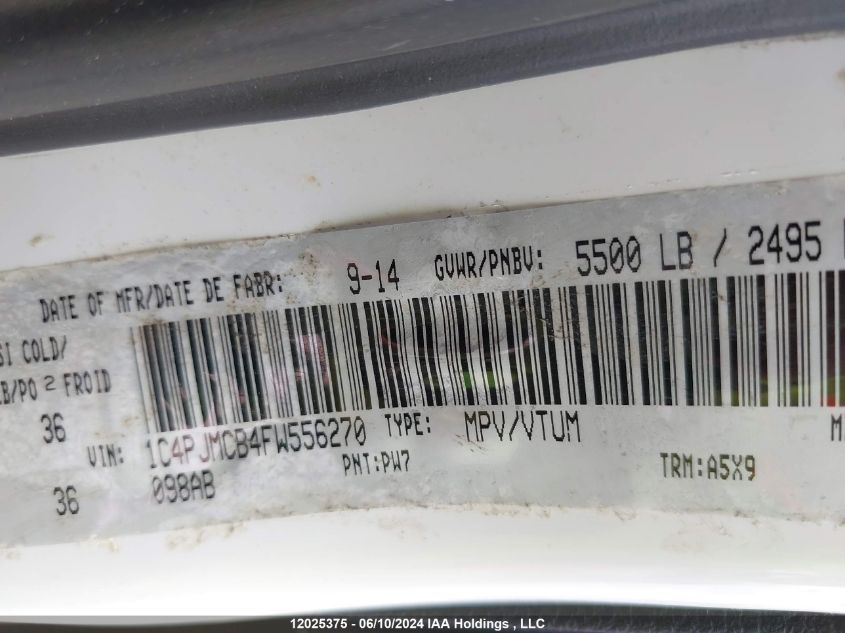 DATE OF MFR/DATE DE FABR: 9-14 GVWR/PNBV: 5500 LB / 2495
SI COLD/
LB/PO 2 FROID
36
VIN: 1C4PJMCB4FW556270 TYPE: MPV/VTUM M
PNT:PW7 TRM:A5X9
36 098AB
12025375 - 06/10/2024 IAA Holdings , LLC